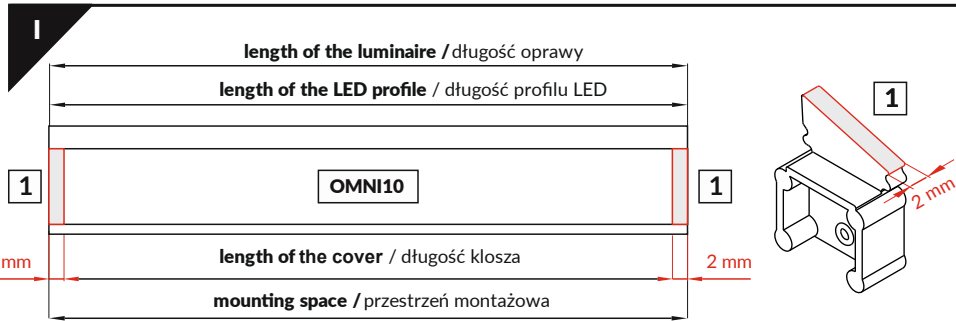 I
length of the luminaire / długość oprawy
length of the LED profile / długość profilu LED
1
OMNI10
1
1
2 mm
mm
length of the cover / długość klosza
2 mm
mounting space / przestrzeń montażowa